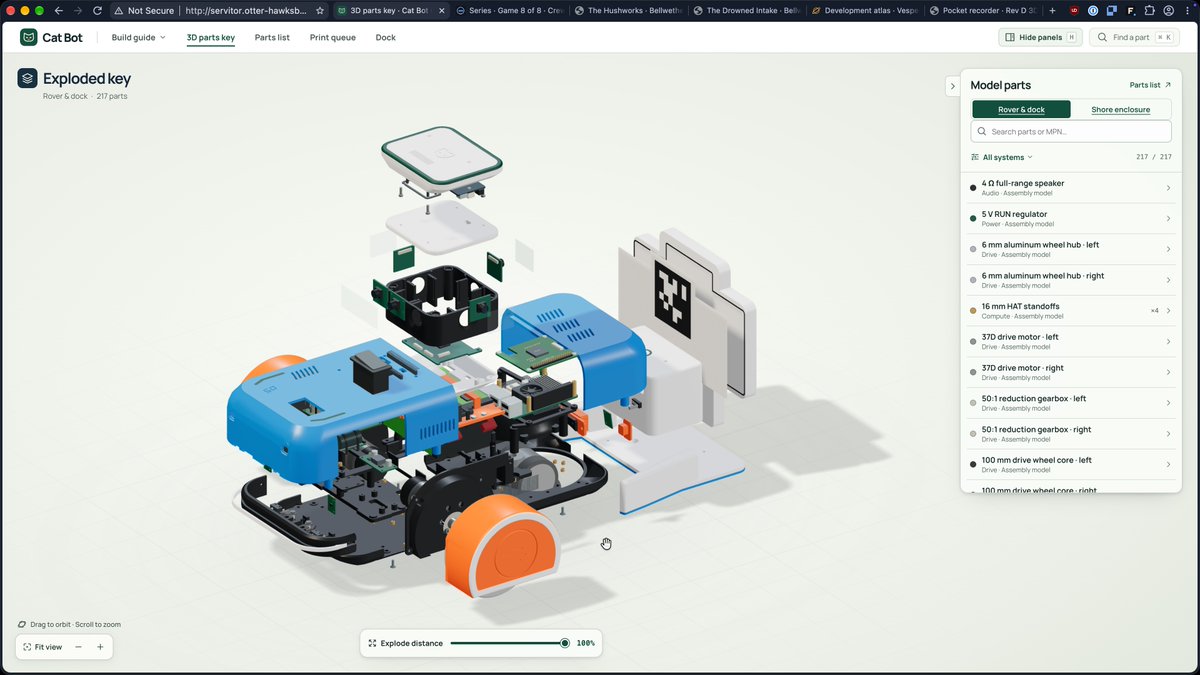 Not Secure
http://servitor.otter-hawksb...
3D parts key · Cat Bot
Series · Game 8 of 8 · Cre
The Hushworks · Bellwethe
The Drowned Intake · Bel
Development atlas · Vespe
Pocket recorder · Rev D 3
Cat Bot
Build guide
3D parts key
Parts list
Print queue
Dock
Hide panels H
Find a part ⌘ K
Exploded key
Rover & dock · 217 parts
Model parts
Parts list ↗
Rover & dock
Shore enclosure
Search parts or MPN...
All systems
217 / 217
4 Ω full-range speaker
Audio · Assembly model
5 V RUN regulator
Power · Assembly model
6 mm aluminum wheel hub · left
Drive · Assembly model
6 mm aluminum wheel hub · right
Drive · Assembly model
16 mm HAT standoffs
Compute · Assembly model
×4
37D drive motor · left
Drive · Assembly model
37D drive motor · right
Drive · Assembly model
50:1 reduction gearbox · left
Drive · Assembly model
50:1 reduction gearbox · right
Drive · Assembly model
100 mm drive wheel core · left
Drive · Assembly model
100 mm drive wheel core · right
Drag to orbit · Scroll to zoom
Fit view − +
Explode distance 100%